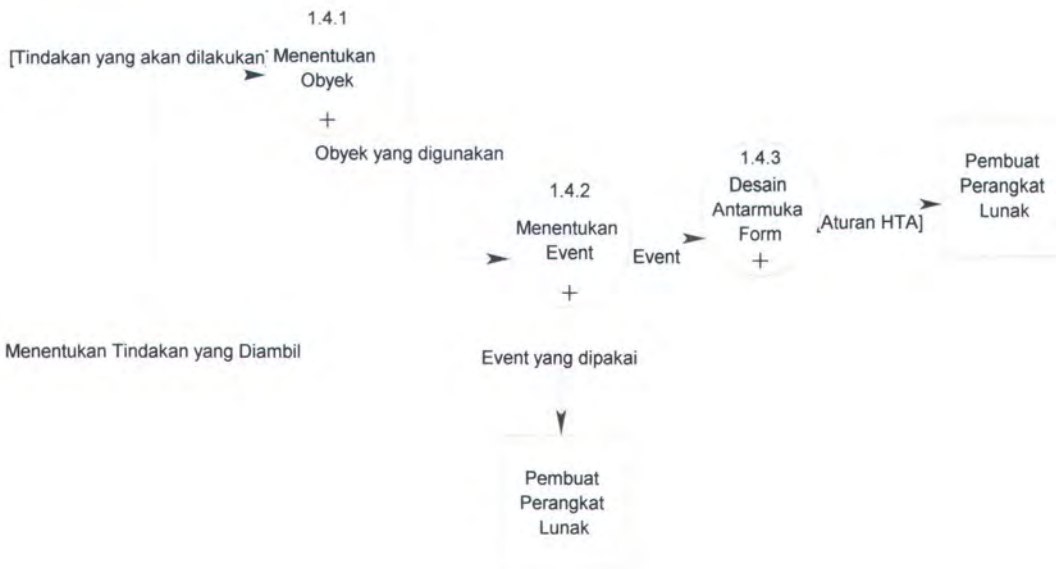 1.4.1
[Tindakan yang akan dilakukan]
Menentukan
Obyek
+
Obyek yang digunakan
1.4.2
Menentukan
Event
+
Event
1.4.3
Desain
Antarmuka
Form
+
[Aturan HTA]
Pembuat
Perangkat
Lunak
Menentukan Tindakan yang Diambil
Event yang dipakai
Pembuat
Perangkat
Lunak